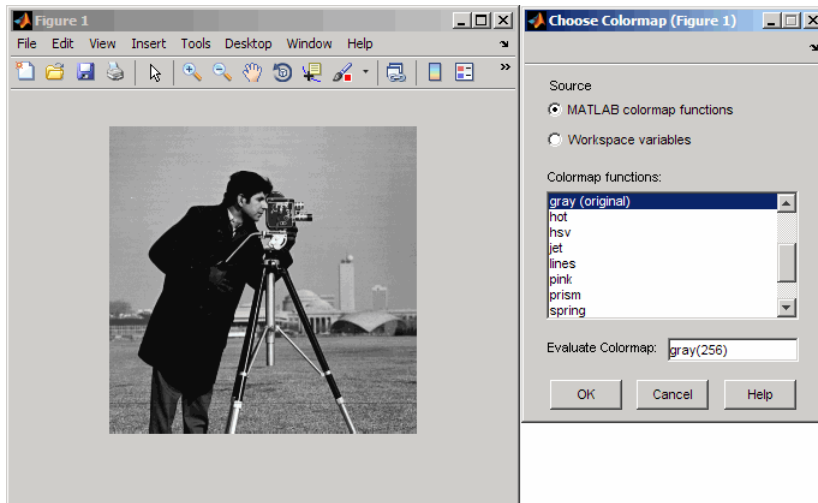 Figure 1
File Edit View Insert Tools Desktop Window Help
Choose Colormap (Figure 1)
Source
MATLAB colormap functions
Workspace variables
Colormap functions:
gray (original)
hot
hsv
jet
lines
pink
prism
spring
Evaluate Colormap: gray(256)
OK Cancel Help